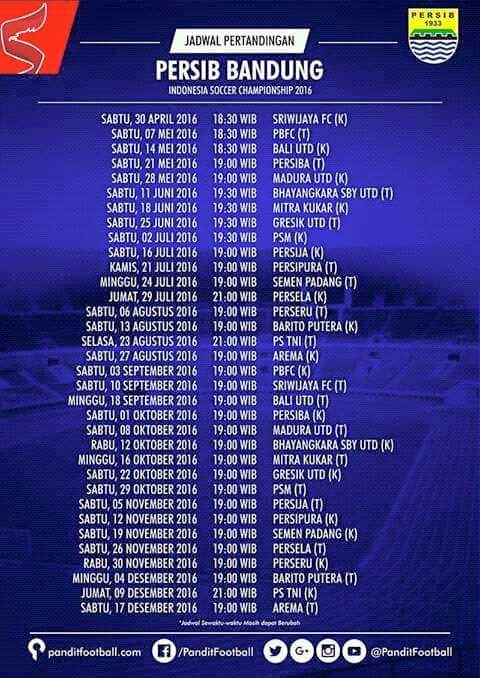 PERSIB
1933
JADWAL PERTANDINGAN
PERSIB BANDUNG
INDONESIA SOCCER CHAMPIONSHIP 2016
SABTU, 30 APRIL 2016 18:30 WIB SRIWIJAYA FC (K)
SABTU, 07 MEI 2016 18:30 WIB PBFC (T)
SABTU, 14 MEI 2016 18:30 WIB BALI UTD (K)
SABTU, 21 MEI 2016 19:00 WIB PERSIBA (T)
SABTU, 28 MEI 2016 19:00 WIB MADURA UTD (K)
SABTU, 11 JUNI 2016 19:30 WIB BHAYANGKARA SBY UTD (T)
SABTU, 18 JUNI 2016 19:30 WIB MITRA KUKAR (K)
SABTU, 25 JUNI 2016 19:30 WIB GRESIK UTD (T)
SABTU, 02 JULI 2016 19:30 WIB PSM (K)
SABTU, 16 JULI 2016 19:00 WIB PERSIJA (K)
KAMIS, 21 JULI 2016 19:00 WIB PERSIPURA (T)
MINGGU, 24 JULI 2016 19:00 WIB SEMEN PADANG (T)
JUMAT, 29 JULI 2016 21:00 WIB PERSELA (K)
SABTU, 06 AGUSTUS 2016 19:00 WIB PERSERU (T)
SABTU, 13 AGUSTUS 2016 19:00 WIB BARITO PUTERA (K)
SELASA, 23 AGUSTUS 2016 21:00 WIB PS TNI (T)
SABTU, 27 AGUSTUS 2016 19:00 WIB AREMA (K)
SABTU, 03 SEPTEMBER 2016 19:00 WIB PBFC (K)
SABTU, 10 SEPTEMBER 2016 19:00 WIB SRIWIJAYA FC (T)
MINGGU, 18 SEPTEMBER 2016 19:00 WIB BALI UTD (T)
SABTU, 01 OKTOBER 2016 19:00 WIB PERSIBA (K)
SABTU, 08 OKTOBER 2016 19:00 WIB MADURA UTD (T)
RABU, 12 OKTOBER 2016 19:00 WIB BHAYANGKARA SBY UTD (K)
MINGGU, 16 OKTOBER 2016 19:00 WIB MITRA KUKAR (T)
SABTU, 22 OKTOBER 2016 19:00 WIB GRESIK UTD (K)
SABTU, 29 OKTOBER 2016 19:00 WIB PSM (T)
SABTU, 05 NOVEMBER 2016 19:00 WIB PERSIJA (T)
SABTU, 12 NOVEMBER 2016 19:00 WIB PERSIPURA (K)
SABTU, 19 NOVEMBER 2016 19:00 WIB SEMEN PADANG (K)
SABTU, 26 NOVEMBER 2016 19:00 WIB PERSELA (T)
RABU, 30 NOVEMBER 2016 19:00 WIB PERSERU (K)
MINGGU, 04 DESEMBER 2016 19:00 WIB BARITO PUTERA (T)
JUMAT, 09 DESEMBER 2016 21:00 WIB PS TNI (K)
SABTU, 17 DESEMBER 2016 19:00 WIB AREMA (T)
*Jadwal Sewaktu-waktu Masih dapat Berubah
panditfootball.com /PanditFootball @PanditFootball